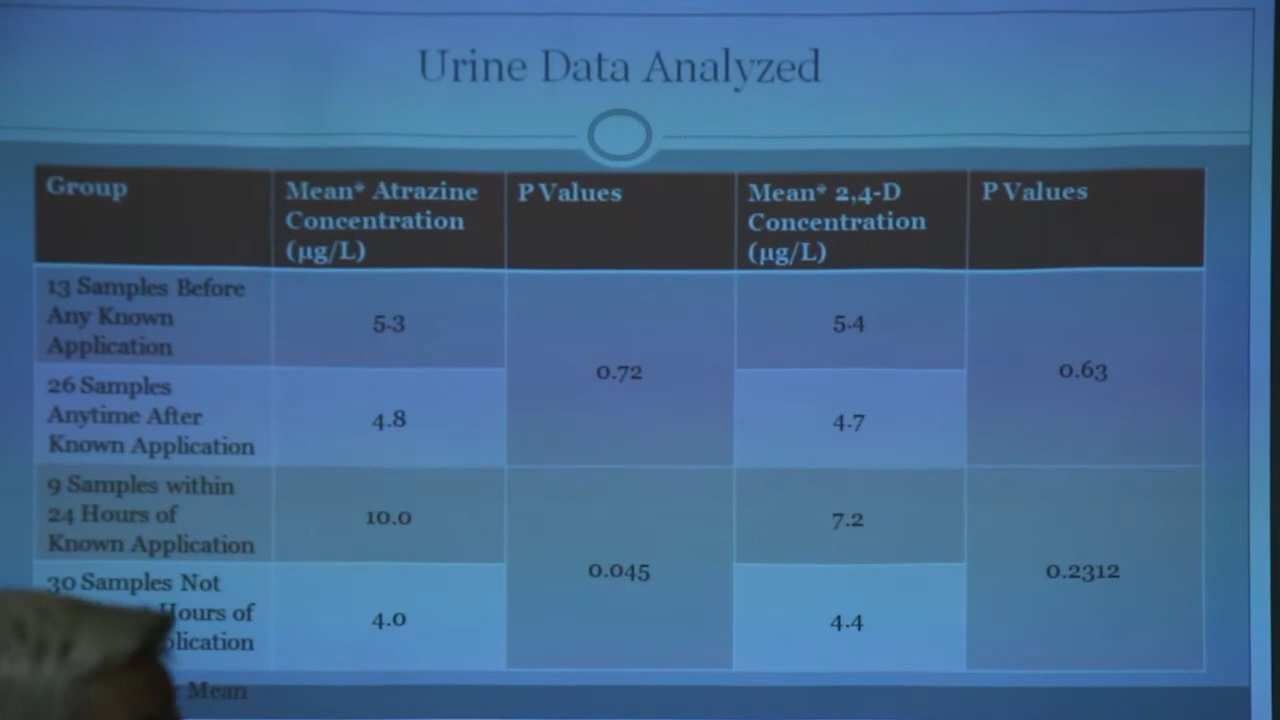 Urine Data Analyzed
Group
Mean* Atrazine
Concentration
(µg/L)
P Values
Mean* 2,4-D
Concentration
(µg/L)
P Values
13 Samples Before
Any Known
Application
5.3
0.72
5.4
0.63
26 Samples
Anytime After
Known Application
4.8
4.7
9 Samples within
24 Hours of
Known Application
10.0
0.045
7.2
0.2312
30 Samples Not
Hours of
4.0
4.4
Mean